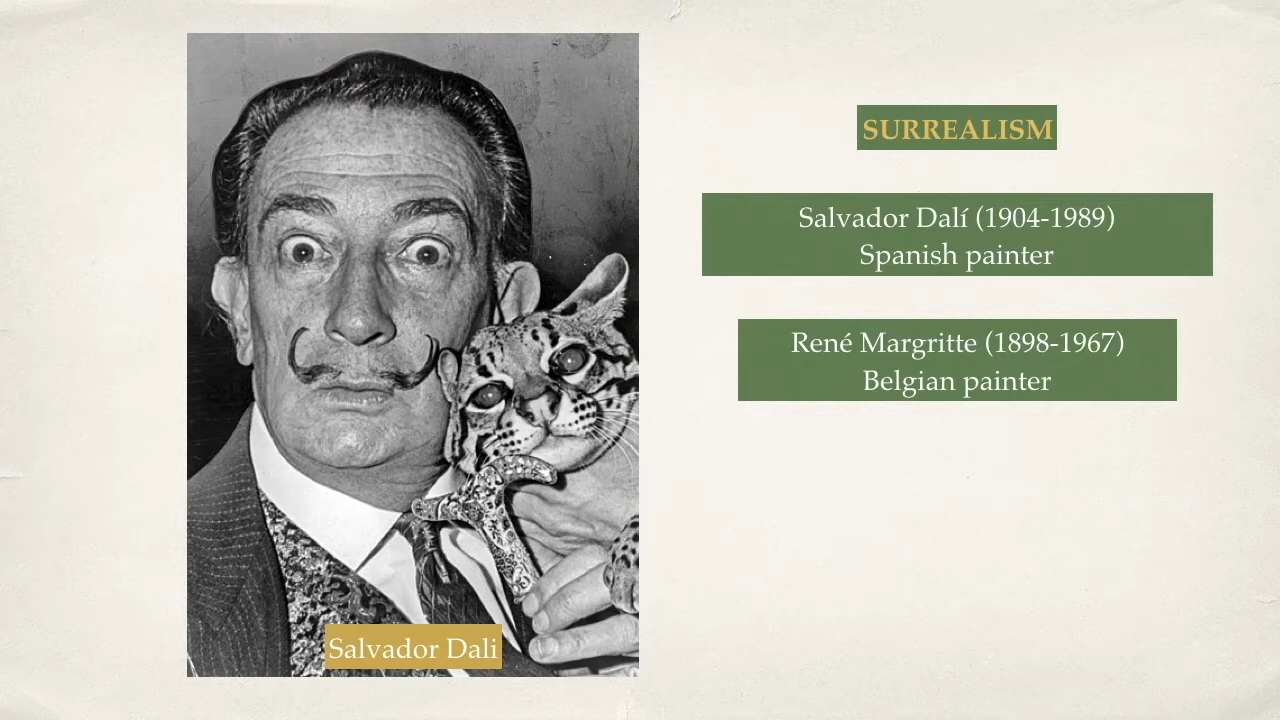 SURREALISM
Salvador Dalí (1904-1989)
Spanish painter
René Margritte (1898-1967)
Belgian painter
Salvador Dali